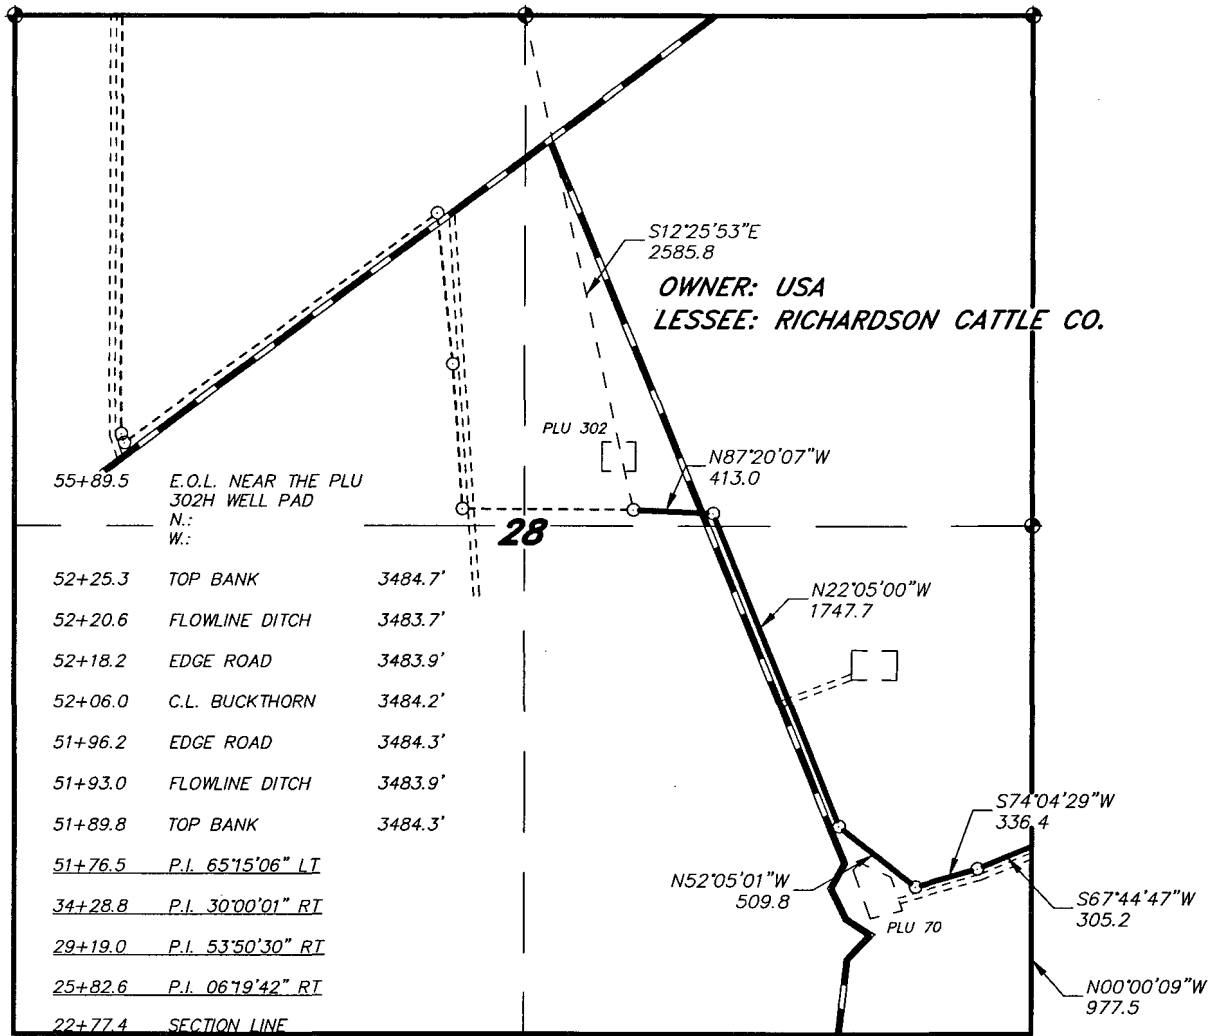 S12°25'53"E
2585.8
OWNER: USA
LESSEE: RICHARDSON CATTLE CO.
PLU 302
N87°20'07"W
413.0
55+89.5 E.O.L. NEAR THE PLU
302H WELL PAD
N.:
W.:
28
52+25.3 TOP BANK 3484.7'
52+20.6 FLOWLINE DITCH 3483.7'
52+18.2 EDGE ROAD 3483.9'
52+06.0 C.L. BUCKTHORN 3484.2'
51+96.2 EDGE ROAD 3484.3'
51+93.0 FLOWLINE DITCH 3483.9'
51+89.8 TOP BANK 3484.3'
51+76.5 P.I. 65°15'06" LT
34+28.8 P.I. 30°00'01" RT
29+19.0 P.I. 53°50'30" RT
25+82.6 P.I. 06°19'42" RT
22+77.4 SECTION LINE
N22°05'00"W
1747.7
S74°04'29"W
336.4
N52°05'01"W
509.8
PLU 70
S67°44'47"W
305.2
N00°00'09"W
977.5